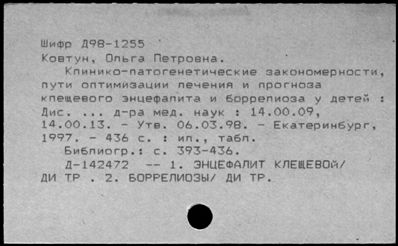 Шифр Д98-1255
Ковтун, Ольга Петровна.
Клинико-патогенетические закономерности,
пути оптимизации лечения и прогноза
клещевого энцефалита и боррелиоза у детей :
Дис. ... д-ра мед. наук : 14.00.09,
14.00.13. - Утв. 06.03.98. - Екатеринбург,
1997. - 436 с. : ил., табл.
Библиогр.: с. 393-436.
Д-142472 -- 1. ЭНЦЕФАЛИТ КЛЕЩЕВОЙ/
ДИ ТР . 2. БОРРЕЛИОЗЫ/ ДИ ТР.